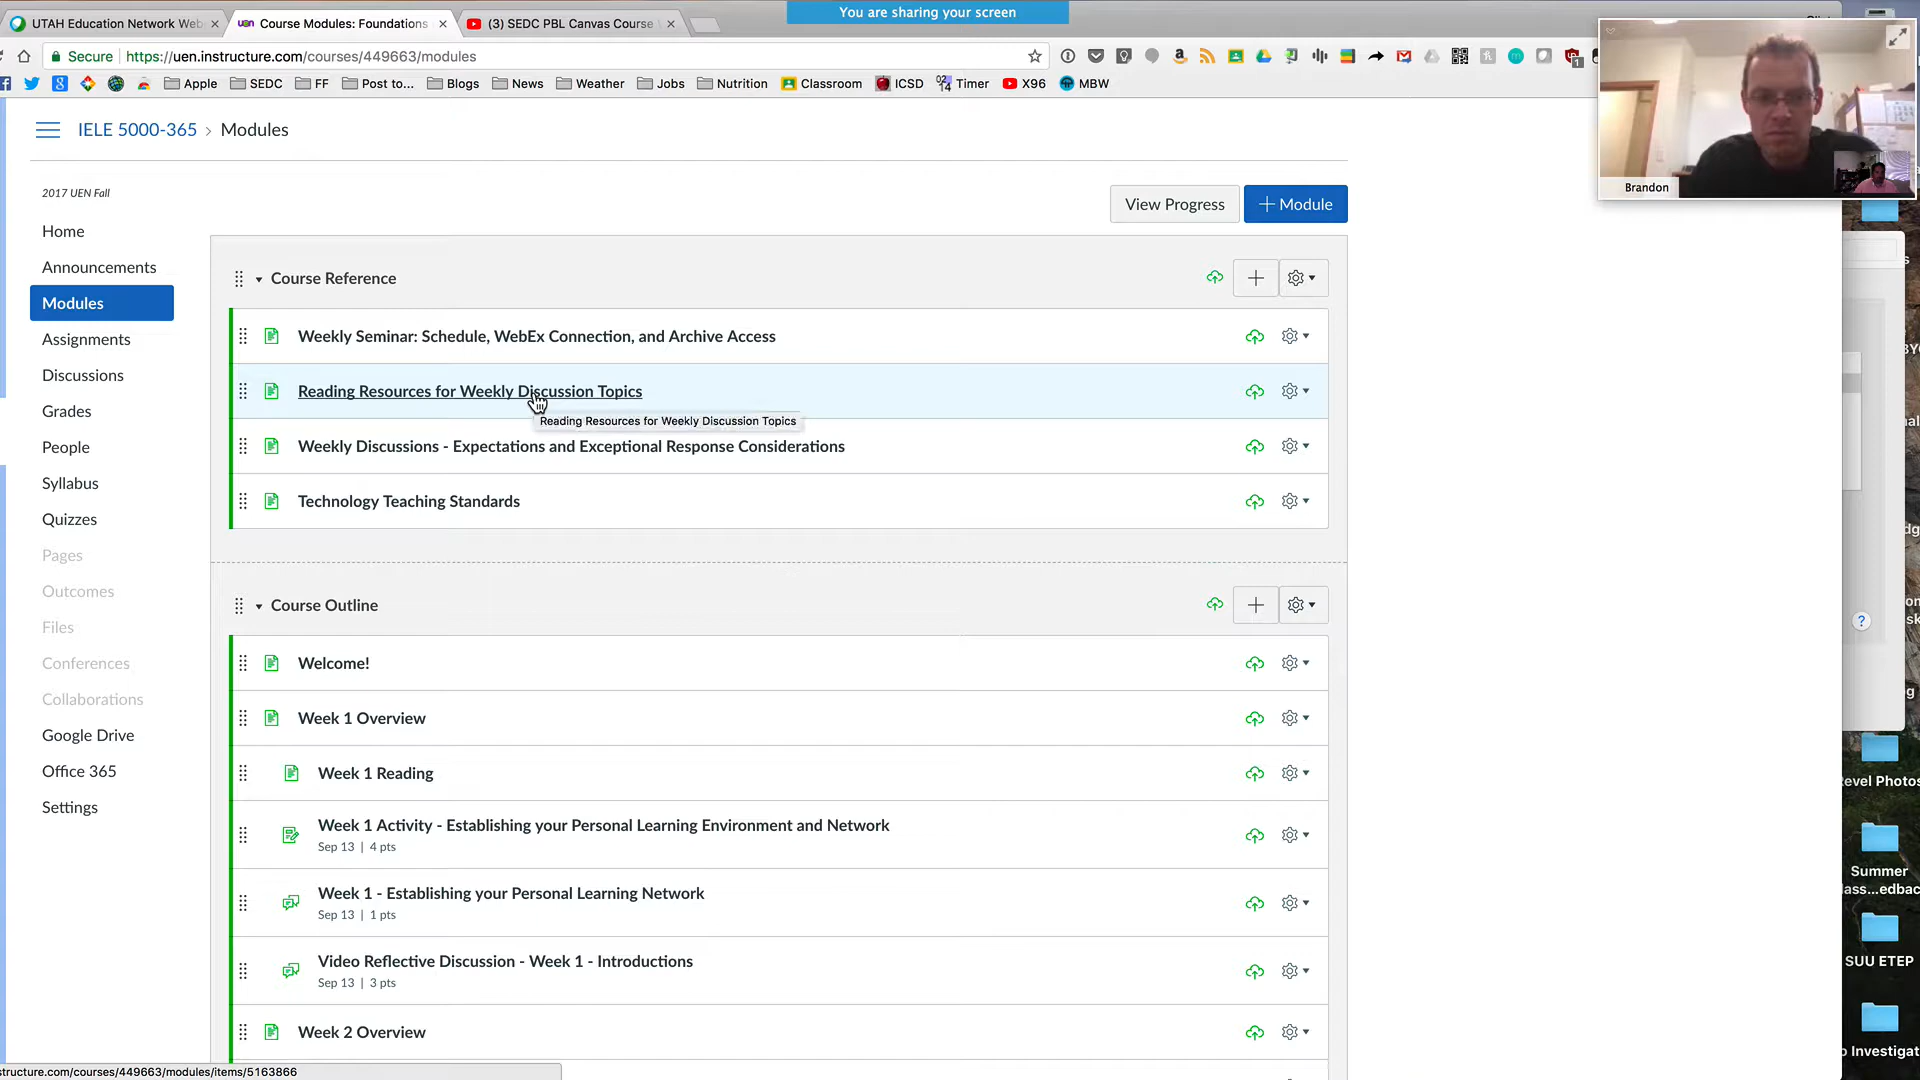 You are sharing your screen
UTAH Education Network Web
Course Modules: Foundations
(3) SEDC PBL Canvas Course
Secure
https://uen.instructure.com/courses/449663/modules
Apple
SEDC
FF
Post to...
Blogs
News
Weather
Jobs
Nutrition
Classroom
ICSD
Timer
X96
MBW
Brandon
IELE 5000-365 > Modules
2017 UEN Fall
View Progress
+ Module
Home
Announcements
Modules
Assignments
Discussions
Grades
People
Syllabus
Quizzes
Pages
Outcomes
Files
Conferences
Collaborations
Google Drive
Office 365
Settings
Course Reference
Weekly Seminar: Schedule, WebEx Connection, and Archive Access
Reading Resources for Weekly Discussion Topics
Reading Resources for Weekly Discussion Topics
Weekly Discussions - Expectations and Exceptional Response Considerations
Technology Teaching Standards
Course Outline
Welcome!
Week 1 Overview
Week 1 Reading
Week 1 Activity - Establishing your Personal Learning Environment and Network
Sep 13 | 4 pts
Week 1 - Establishing your Personal Learning Network
Sep 13 | 1 pts
Video Reflective Discussion - Week 1 - Introductions
Sep 13 | 3 pts
Week 2 Overview
structure.com/courses/449663/modules/items/5163866
?
evel Photos
Summer
lass...edbac
SUU ETEP
o Investigat